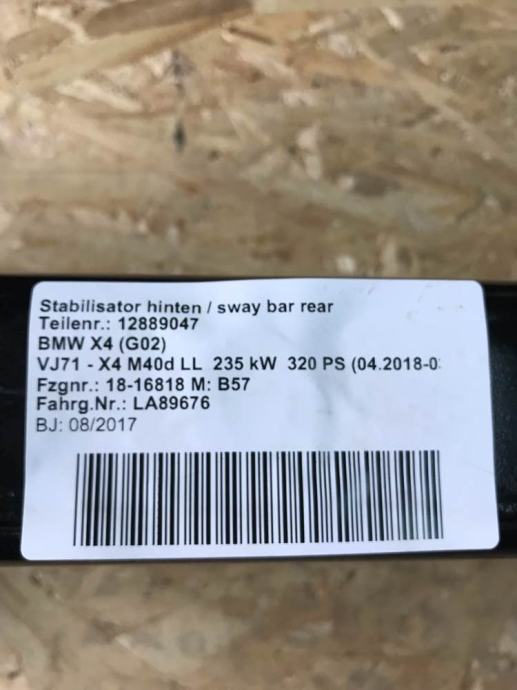 Stabilisator hinten / sway bar rear
Teilenr.: 12889047
BMW X4 (G02)
VJ71 - X4 M40d LL 235 kW 320 PS (04.2018-0
Fzgnr.: 18-16818 M: B57
Fahrg.Nr.: LA89676
BJ: 08/2017